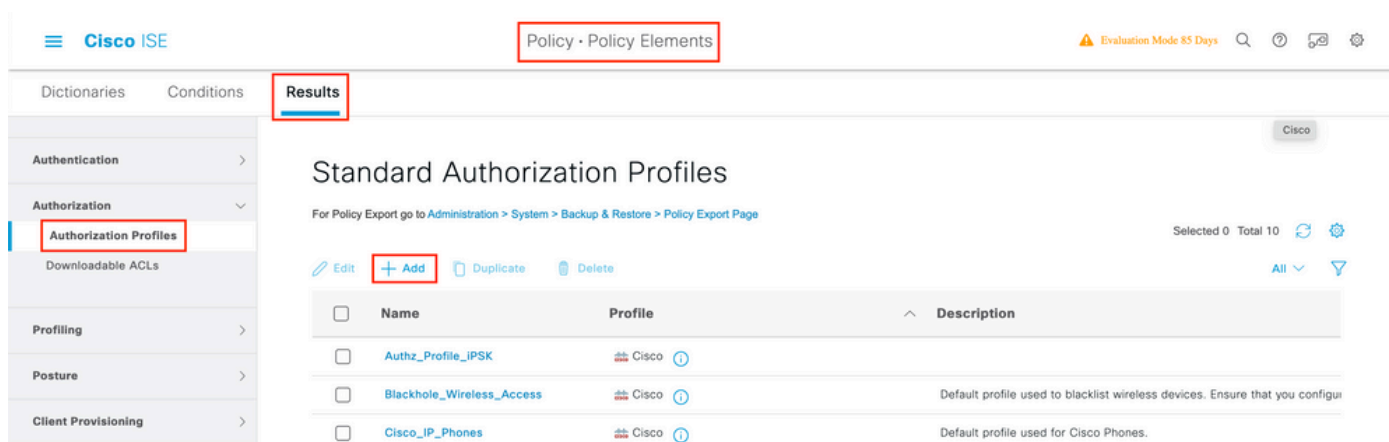 Cisco ISE
Policy · Policy Elements
Evaluation Mode 85 Days
Dictionaries Conditions Results
Cisco
Authentication
Authorization
Authorization Profiles
Downloadable ACLs
Profiling
Posture
Client Provisioning
Standard Authorization Profiles
For Policy Export go to Administration > System > Backup & Restore > Policy Export Page
Selected 0 Total 10
Edit + Add Duplicate Delete
All
Name Profile Description
Authz_Profile_iPSK Cisco
Blackhole_Wireless_Access Cisco Default profile used to blacklist wireless devices. Ensure that you configu
Cisco_IP_Phones Cisco Default profile used for Cisco Phones.